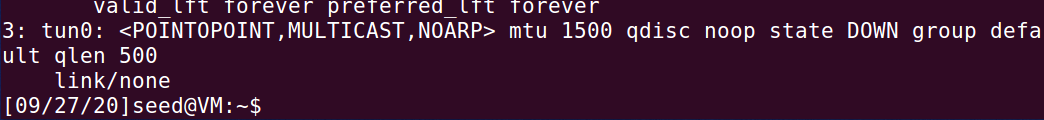 valid_lft forever preferred_lft forever
3: tun0: <POINTOPOINT,MULTICAST,NOARP> mtu 1500 qdisc noop state DOWN group defa
ult qlen 500
link/none
[09/27/20]seed@VM:~$